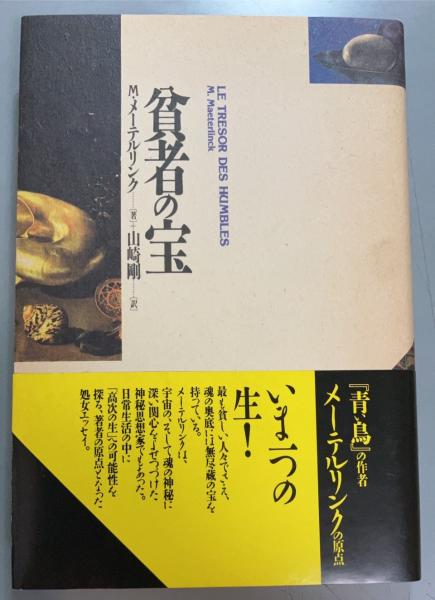 LE TRESOR DES HUMBLES
M. Maeterlinck
貧者の宝
M・メーテルリンク──[著]+山崎剛──[訳]
『青い鳥』の作者
メーテルリンクの原点
いま一つの
生!
最も貧しい人々でさえ、
魂の奥底には無尽蔵の宝を
持っている。
メーテルリンクは、
宇宙の、そして魂の神秘に
深い関心をよせつづけた
神秘思想家でもあった。
日常生活の中に
「高次の生」の可能性を
探る、著者の原点となった
処女エッセイ。